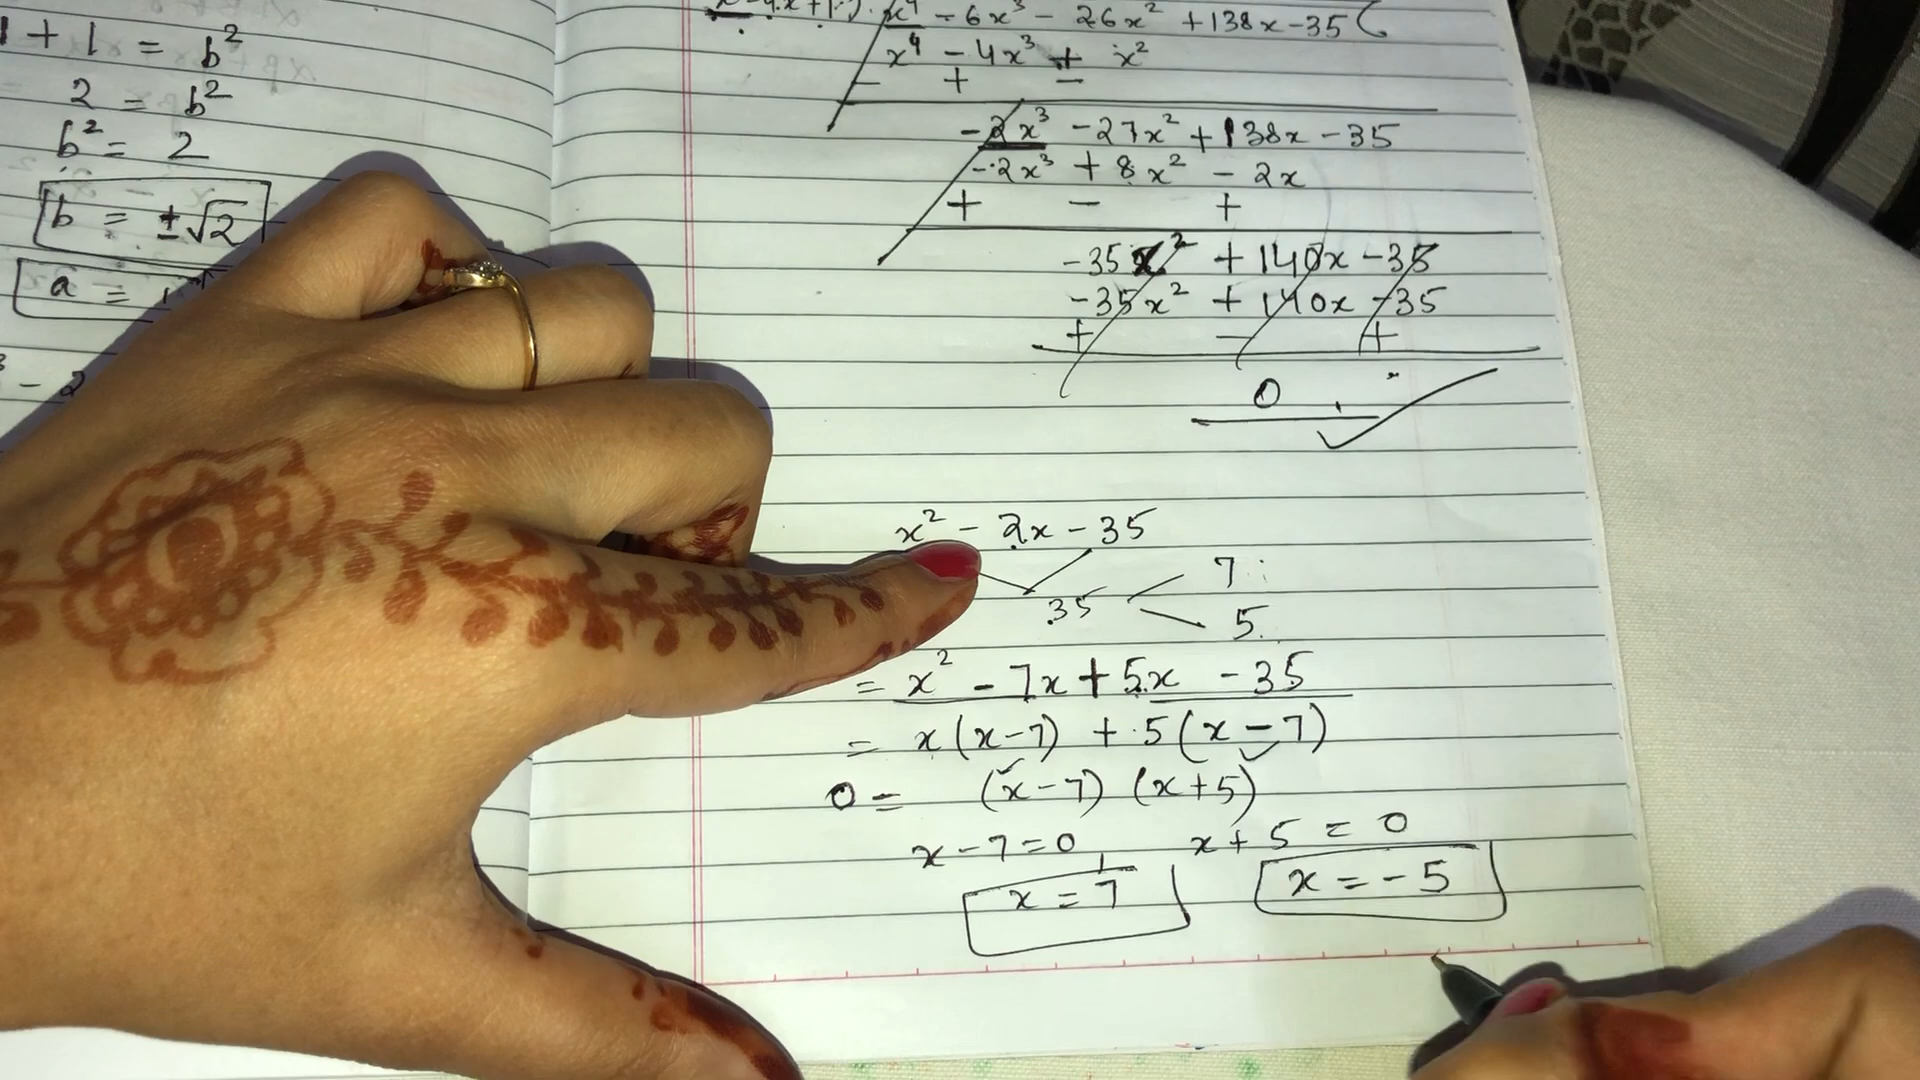 1 + 1 = b²
2 = b²
b² = 2
b = ±√2
a =
- 2
x⁴ - 6x³ - 26x² + 138x - 35 (
x⁴ - 4x³ + x²
- + -
-2x³ - 27x² + 138x - 35
-2x³ + 8x² - 2x
+ - +
-35x² + 140x - 35
-35x² + 140x - 35
+ - +
0
x² - 2x - 35
7
35
5
= x² - 7x + 5x - 35
= x(x-7) + 5(x-7)
0 = (x-7) (x+5)
x - 7 = 0, x + 5 = 0
x = 7 x = -5